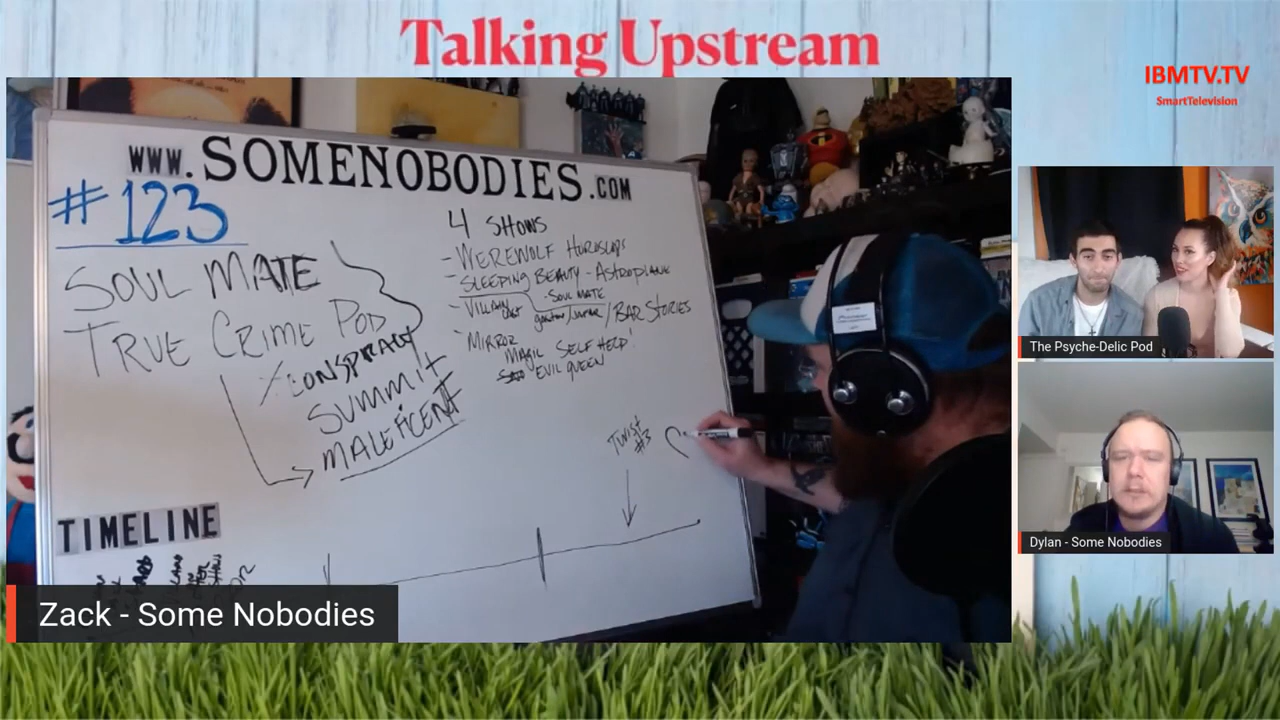 Talking Upstream
IBMTV.TV
SmartTelevision
WWW.SOMENOBODIES.COM
#123
SOUL MATE
TRUE CRIME POD
CONSPIRACY
SUMMIT
MALEFICENT
4 SHOWS
- WEREWOLF
- SLEEPING BEAUTY - ASTROPLANE
- VILLAIN
- SOUL MATE
/ BAR STORIES
- MIRROR
MAGIC SELF HELP!
EVIL QUEEN
TWIST
#3
TIMELINE
Zack - Some Nobodies
The Psyche-Delic Pod
Dylan - Some Nobodies